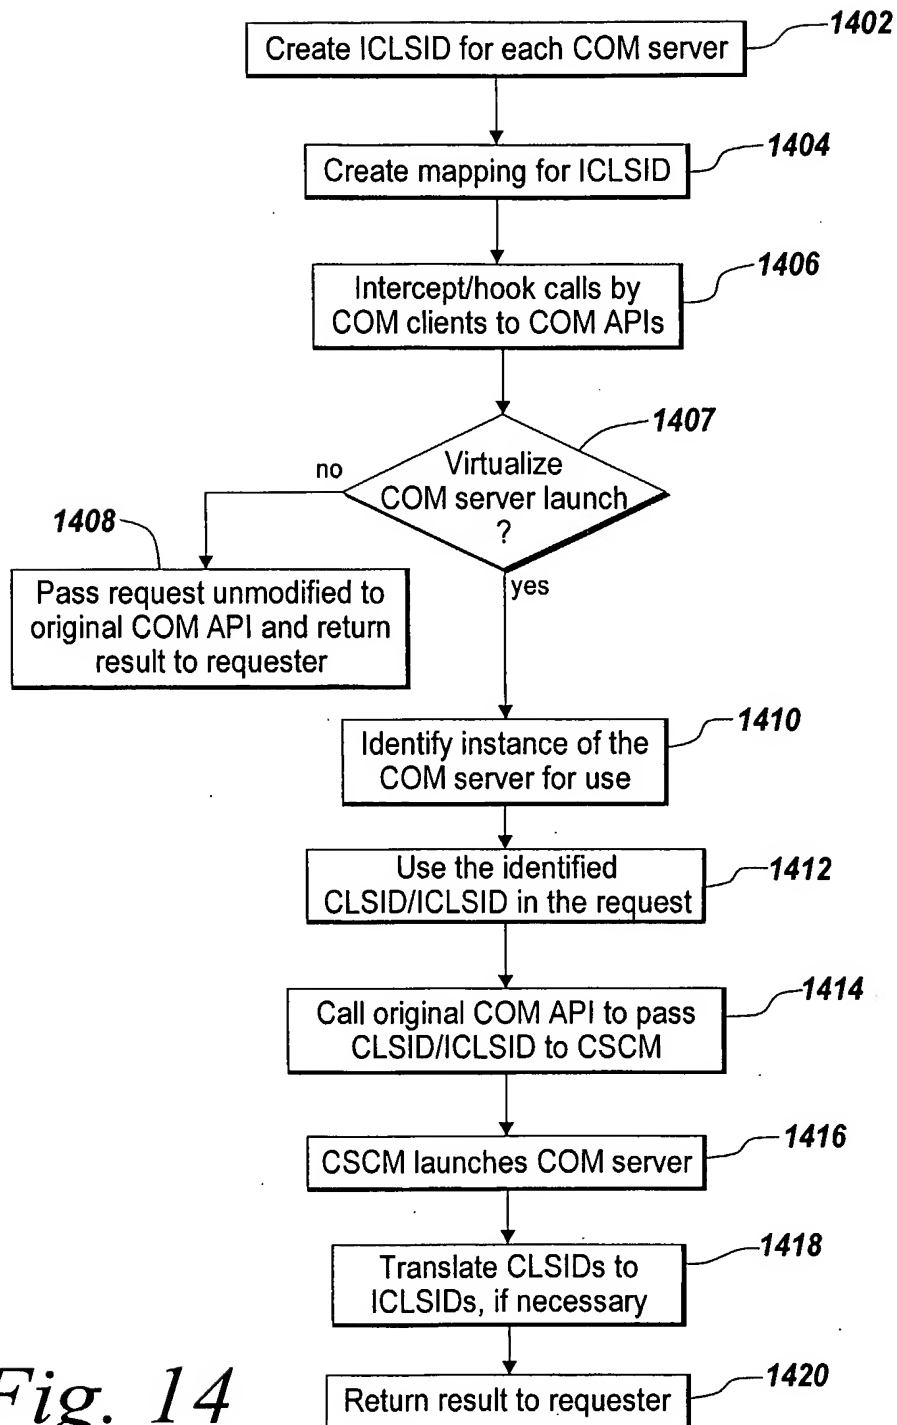 1402
Create ICLSID for each COM server
1404
Create mapping for ICLSID
1406
Intercept/hook calls by
COM clients to COM APIs
1407
Virtualize
COM server launch
?
no
1408
Pass request unmodified to
original COM API and return
result to requester
yes
1410
Identify instance of the
COM server for use
1412
Use the identified
CLSID/ICLSID in the request
1414
Call original COM API to pass
CLSID/ICLSID to CSCM
1416
CSCM launches COM server
1418
Translate CLSIDs to
ICLSIDs, if necessary
1420
Return result to requester
Fig. 14